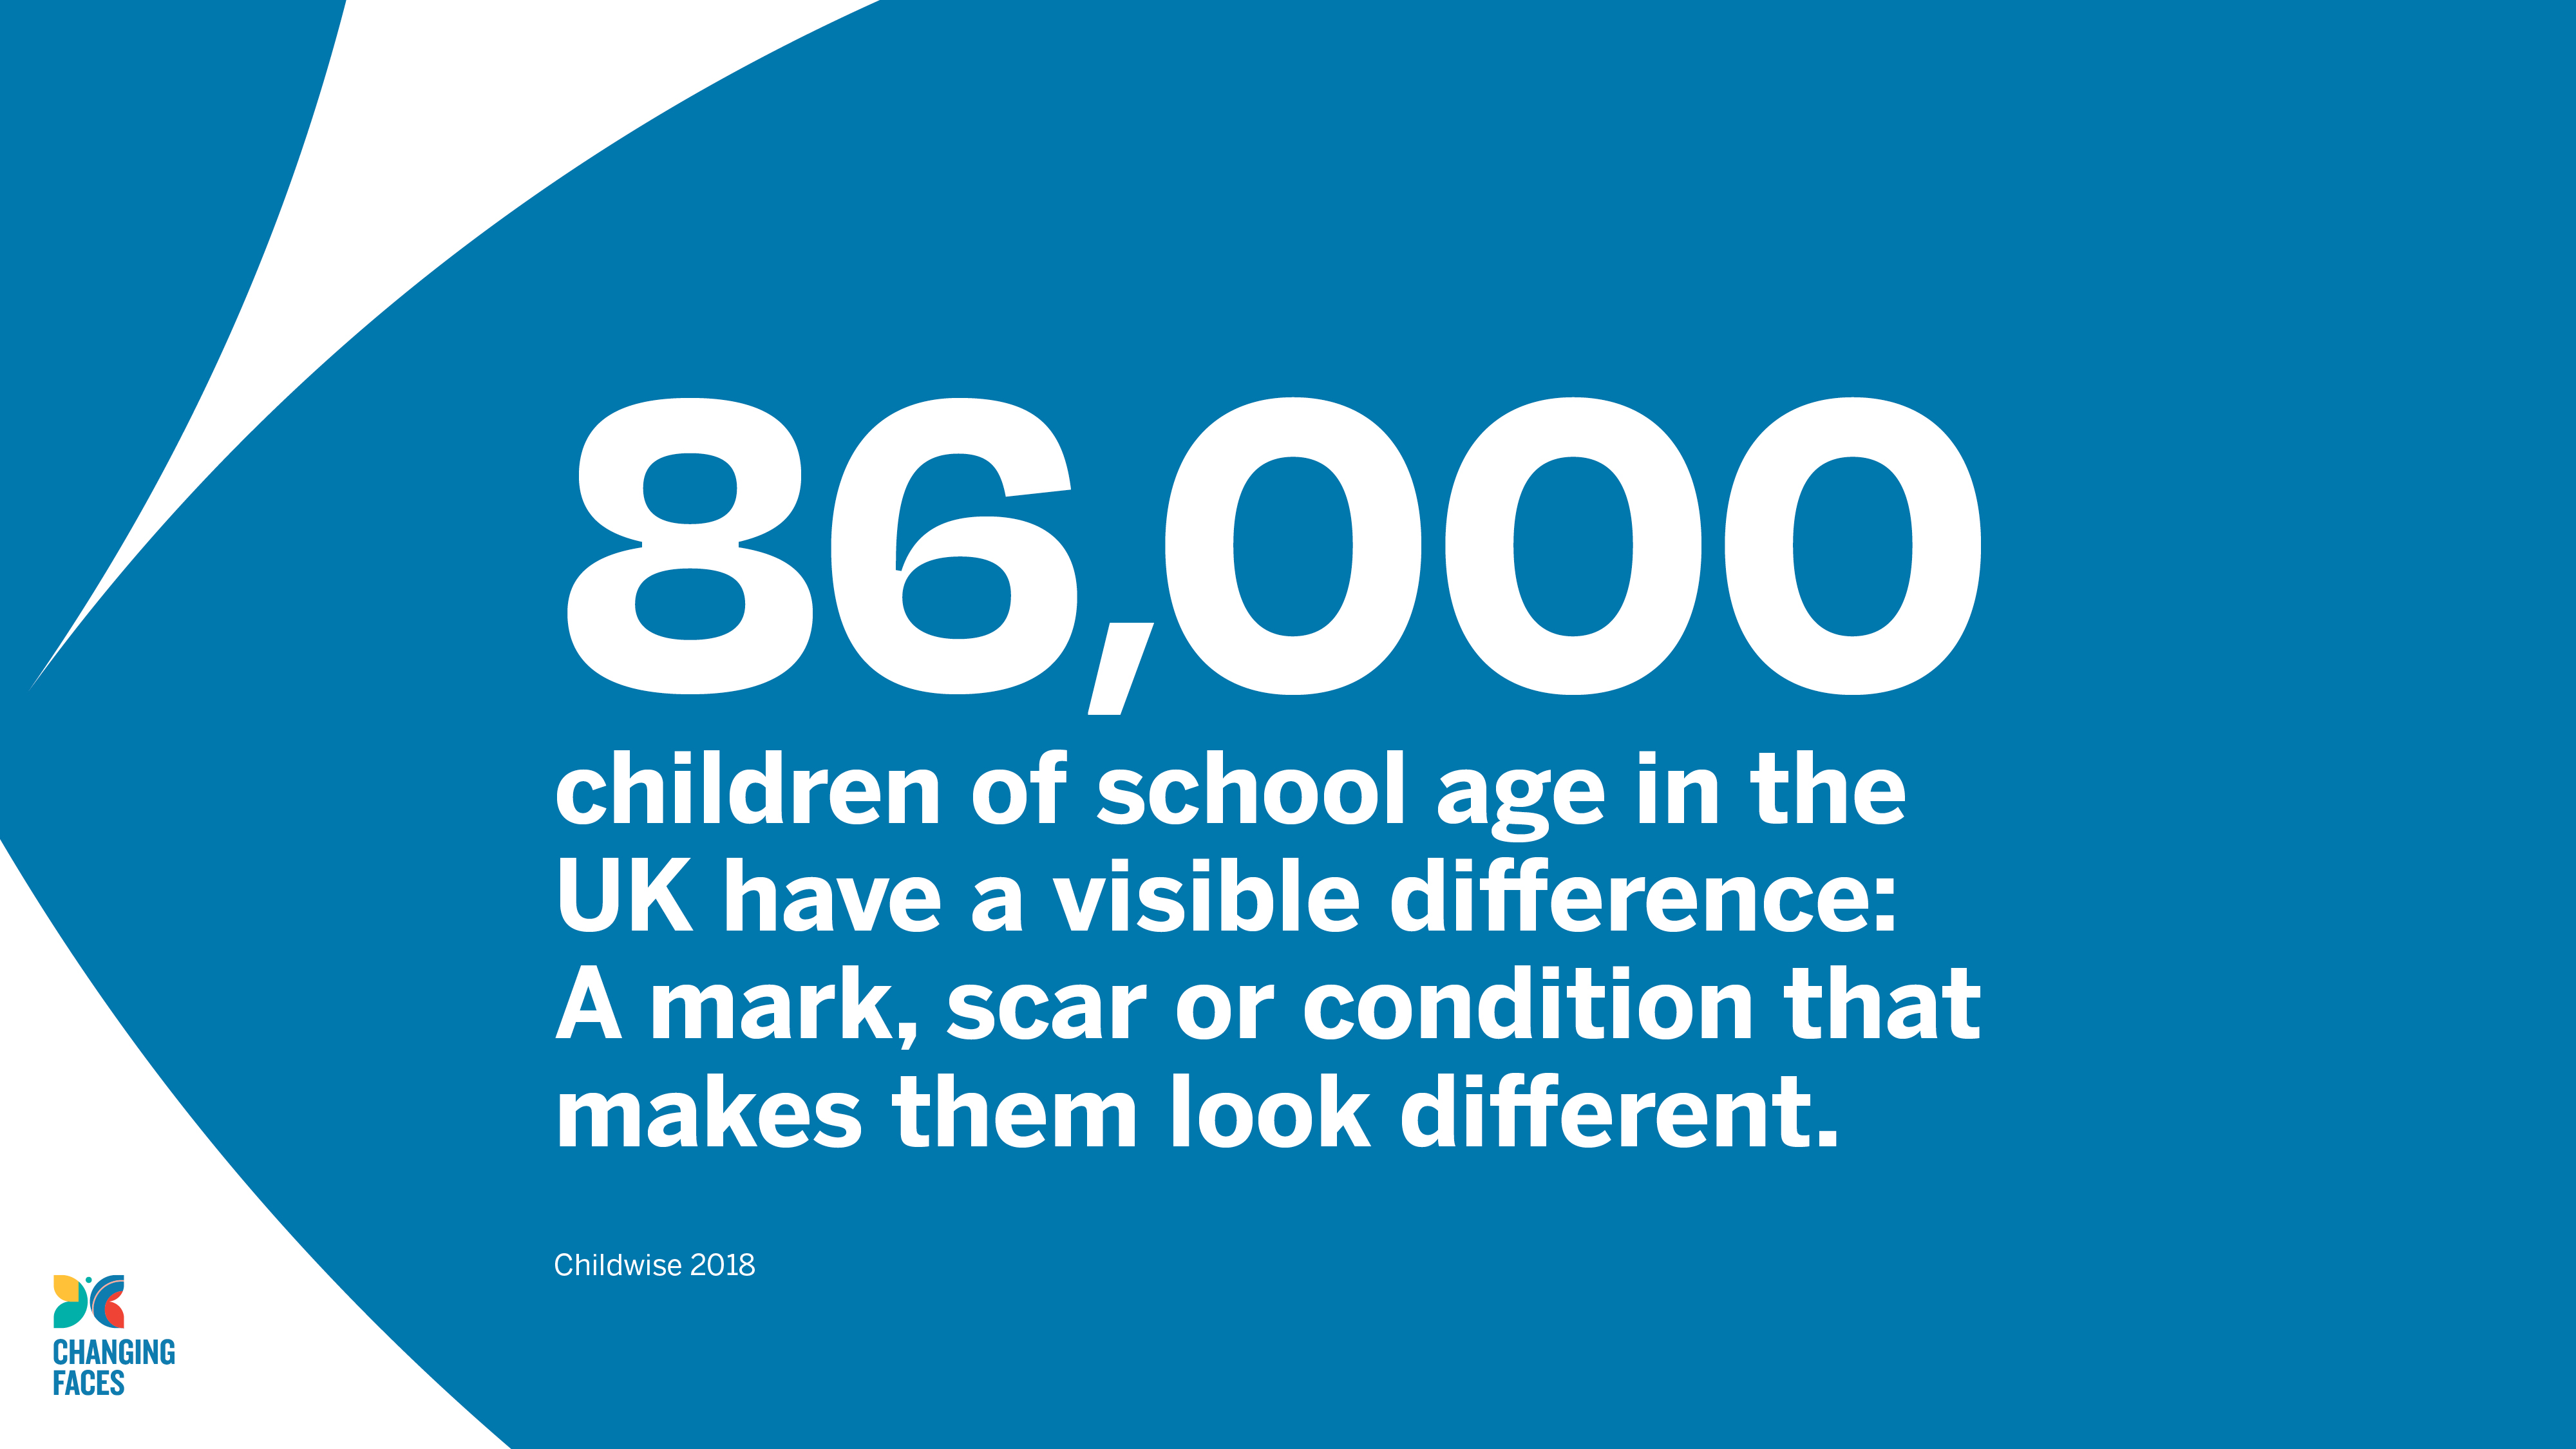 86,000
children of school age in the
UK have a visible difference:
A mark, scar or condition that
makes them look different.
Childwise 2018
CHANGING
FACES